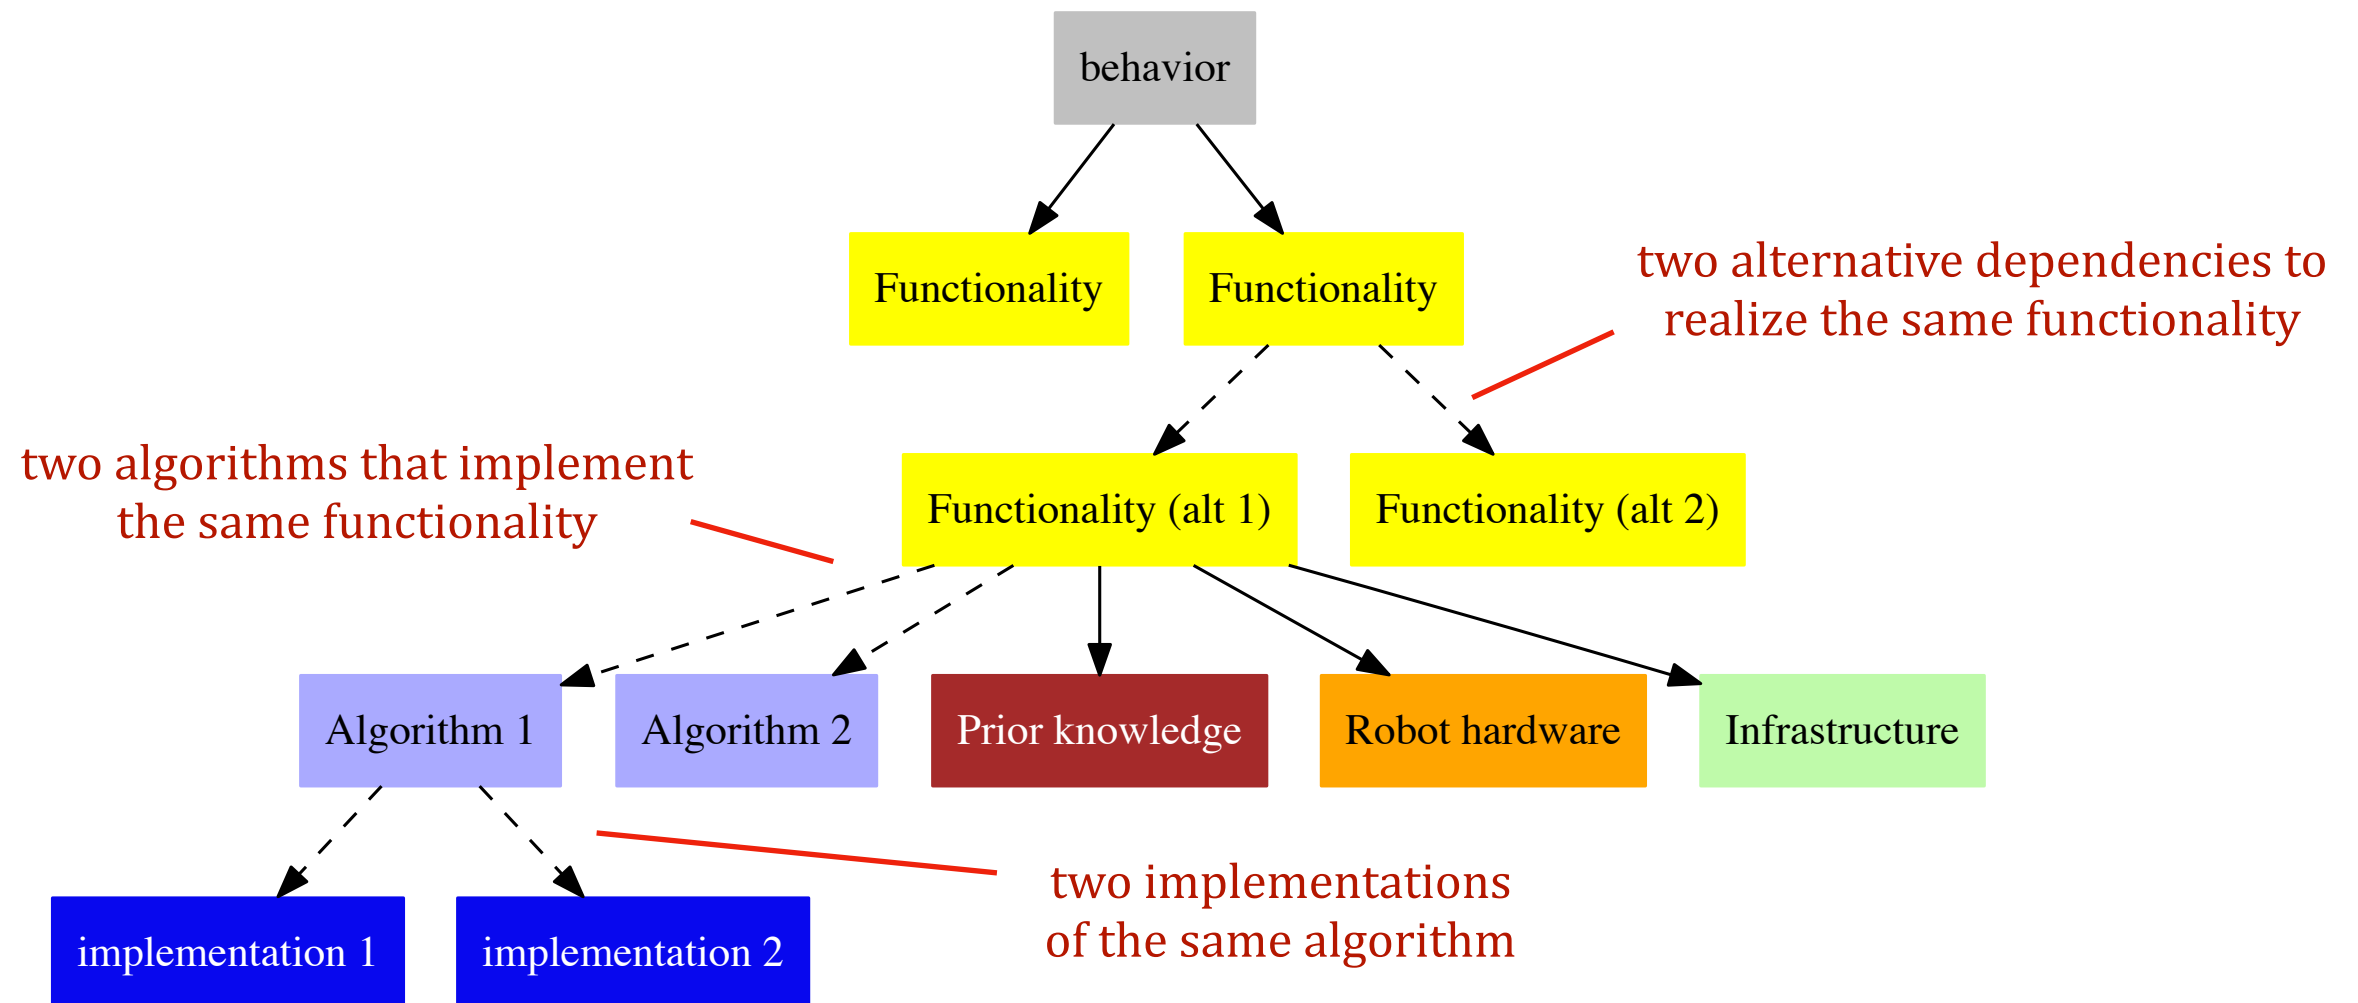 behavior
Functionality
Functionality
two alternative dependencies to
realize the same functionality
two algorithms that implement
the same functionality
Functionality (alt 1)
Functionality (alt 2)
Algorithm 1
Algorithm 2
Prior knowledge
Robot hardware
Infrastructure
two implementations
of the same algorithm
implementation 1
implementation 2